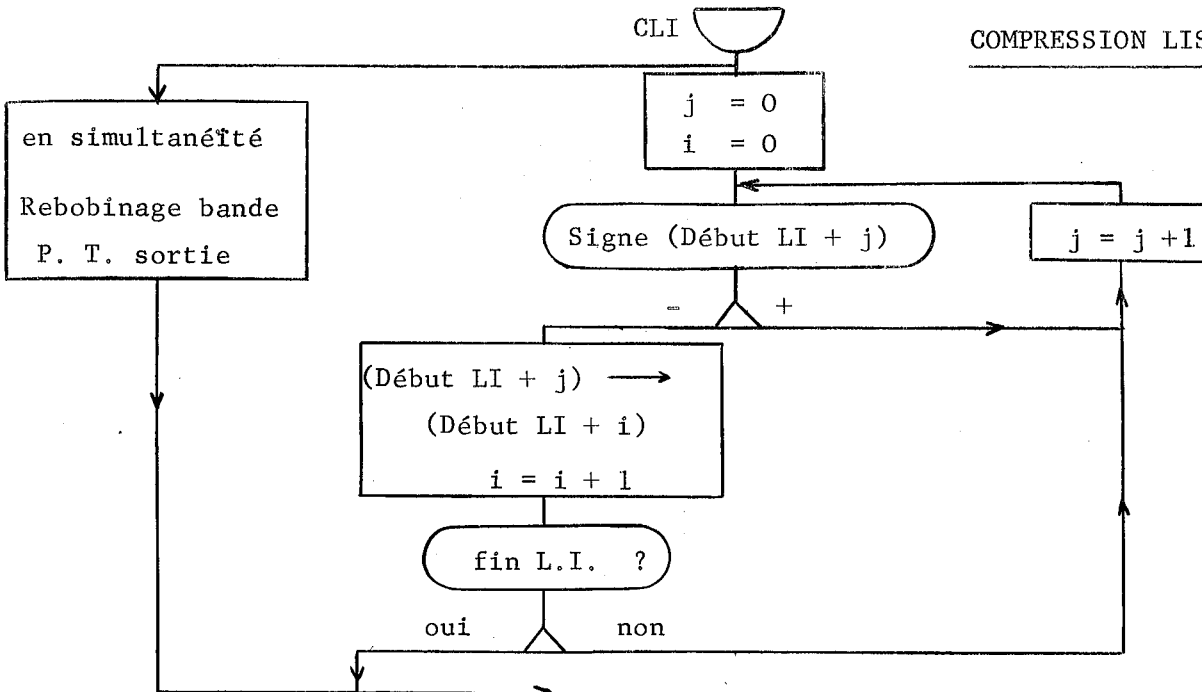 CLI
COMPRESSION LIS
j = 0
i = 0
en simultanéité
Rebobinage bande
P. T. sortie
Signe (Début LI + j)
j = j +1
- +
(Début LI + j) →
(Début LI + i)
i = i + 1
fin L.I. ?
oui non